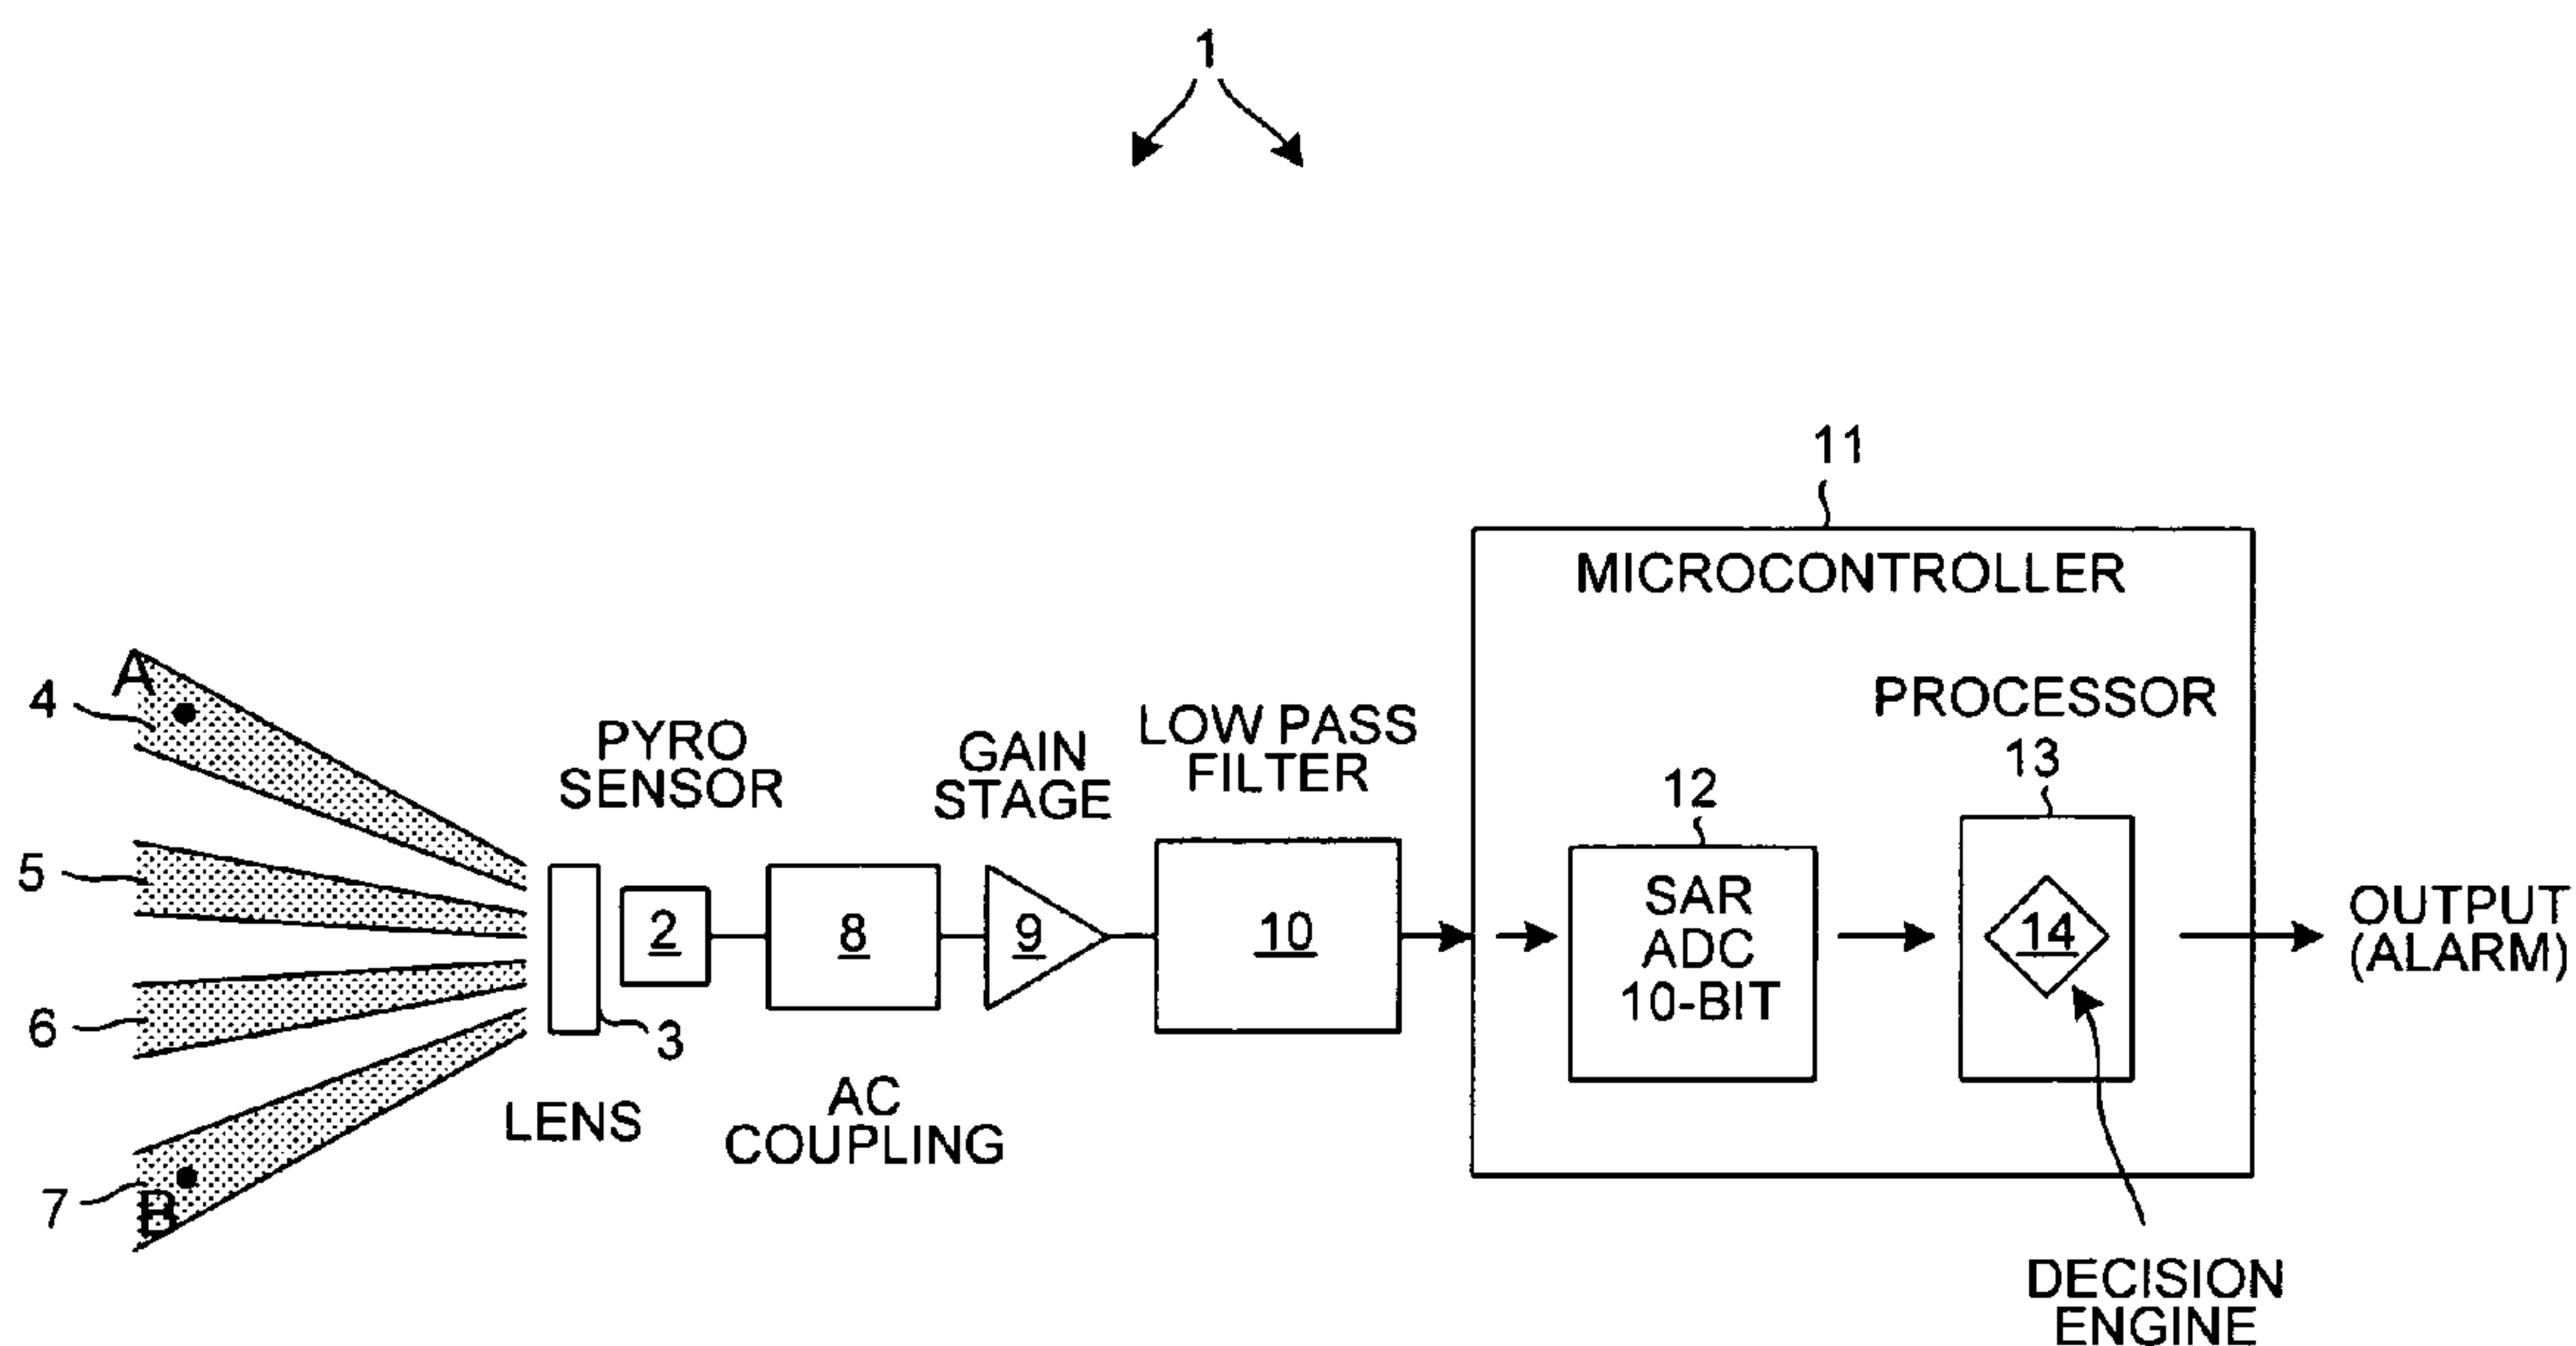 1
11
MICROCONTROLLER
A
4
PROCESSOR
PYRO
SENSOR
GAIN
STAGE
LOW PASS
FILTER
13
12
5
SAR
ADC
10-BIT
2
8
9
10
14
OUTPUT
(ALARM)
6
3
LENS
AC
COUPLING
7
B
DECISION
ENGINE